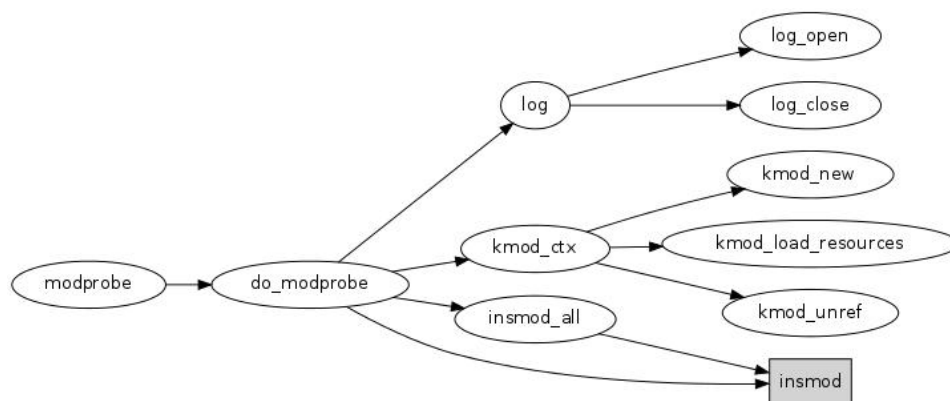 log_open
log
log_close
kmod_new
kmod_ctx
kmod_load_resources
modprobe
do_modprobe
kmod_unref
insmod_all
insmod